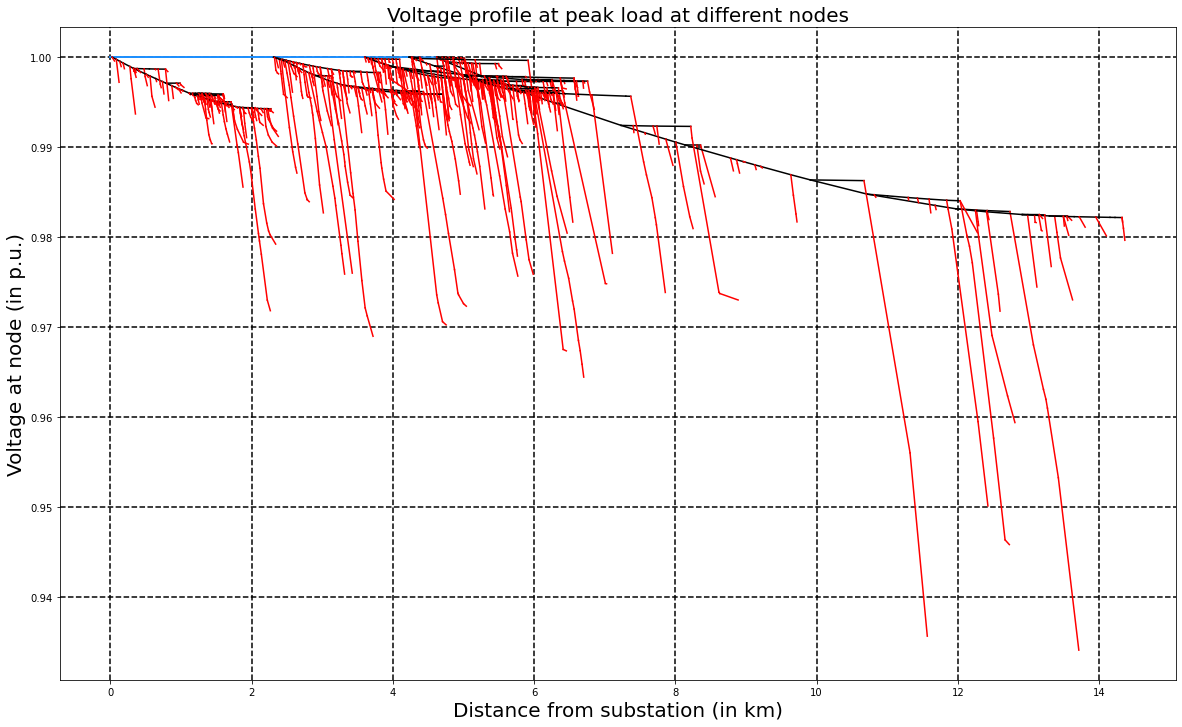 Voltage profile at peak load at different nodes
Voltage at node (in p.u.)
1.00
0.99
0.98
0.97
0.96
0.95
0.94
0 2 4 6 8 10 12 14
Distance from substation (in km)